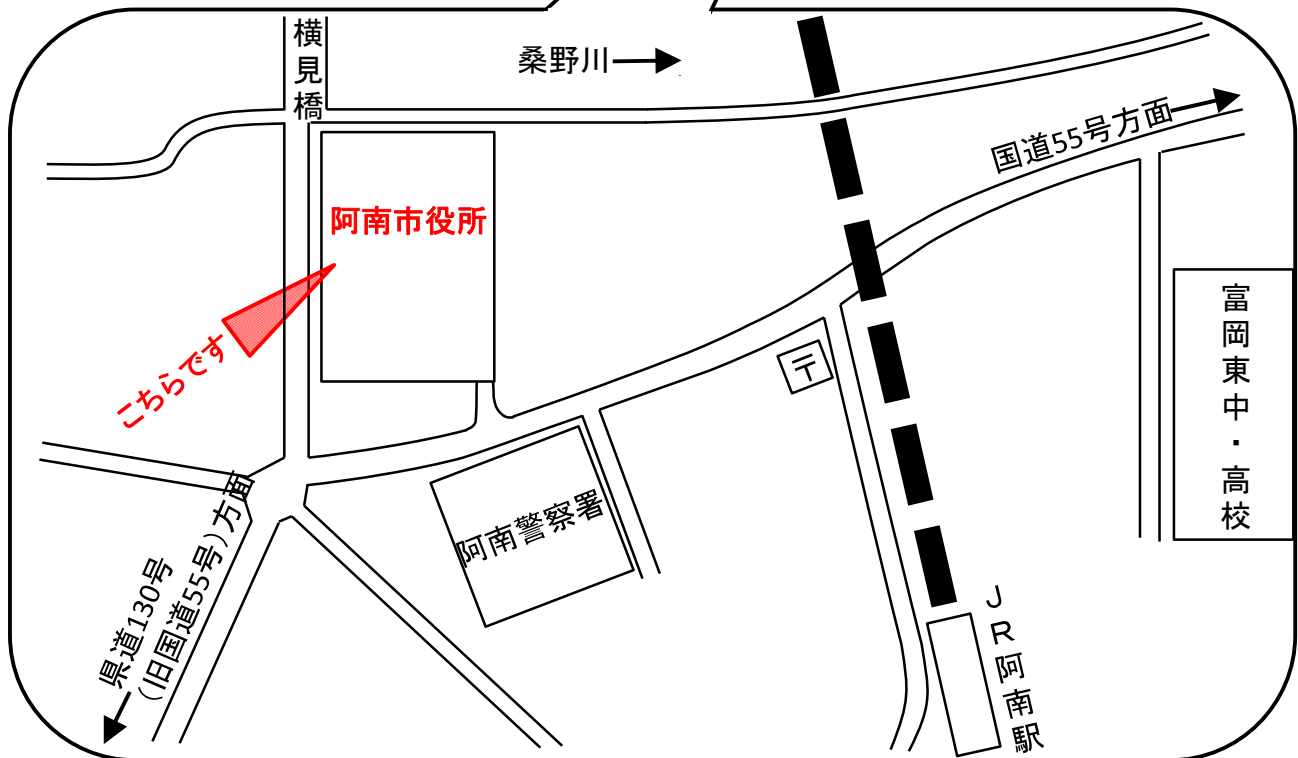 横見橋
桑野川
国道55号方面
阿南市役所
こちらです
〒
富岡東中・高校
阿南警察署
県道130号
（旧国道55号）方面
ＪＲ阿南駅